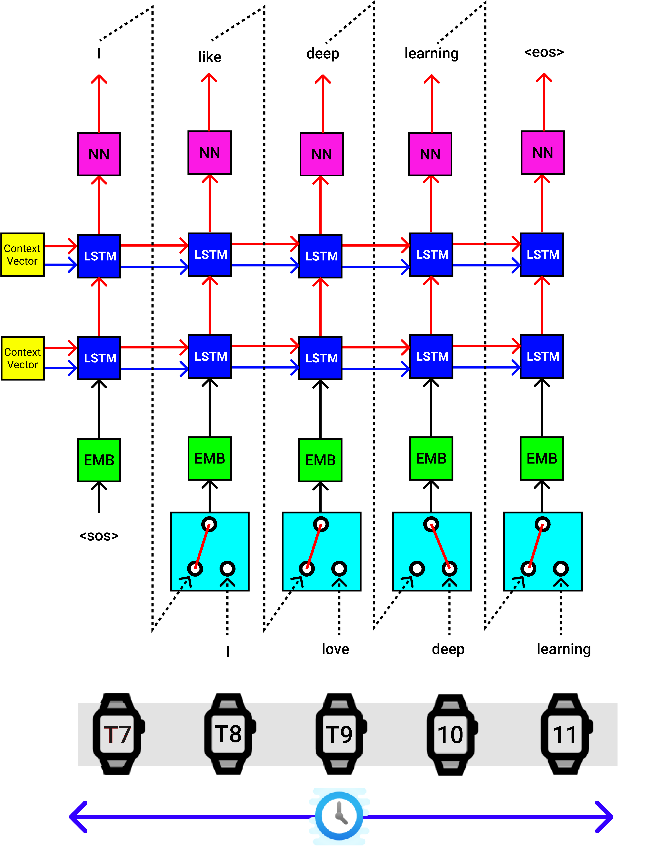 I like deep learning <eos>
NN NN NN NN NN
Context
Vector
LSTM LSTM LSTM LSTM LSTM
Context
Vector
LSTM LSTM LSTM LSTM LSTM
EMB EMB EMB EMB EMB
<sos>
I love deep learning
T7 T8 T9 10 11